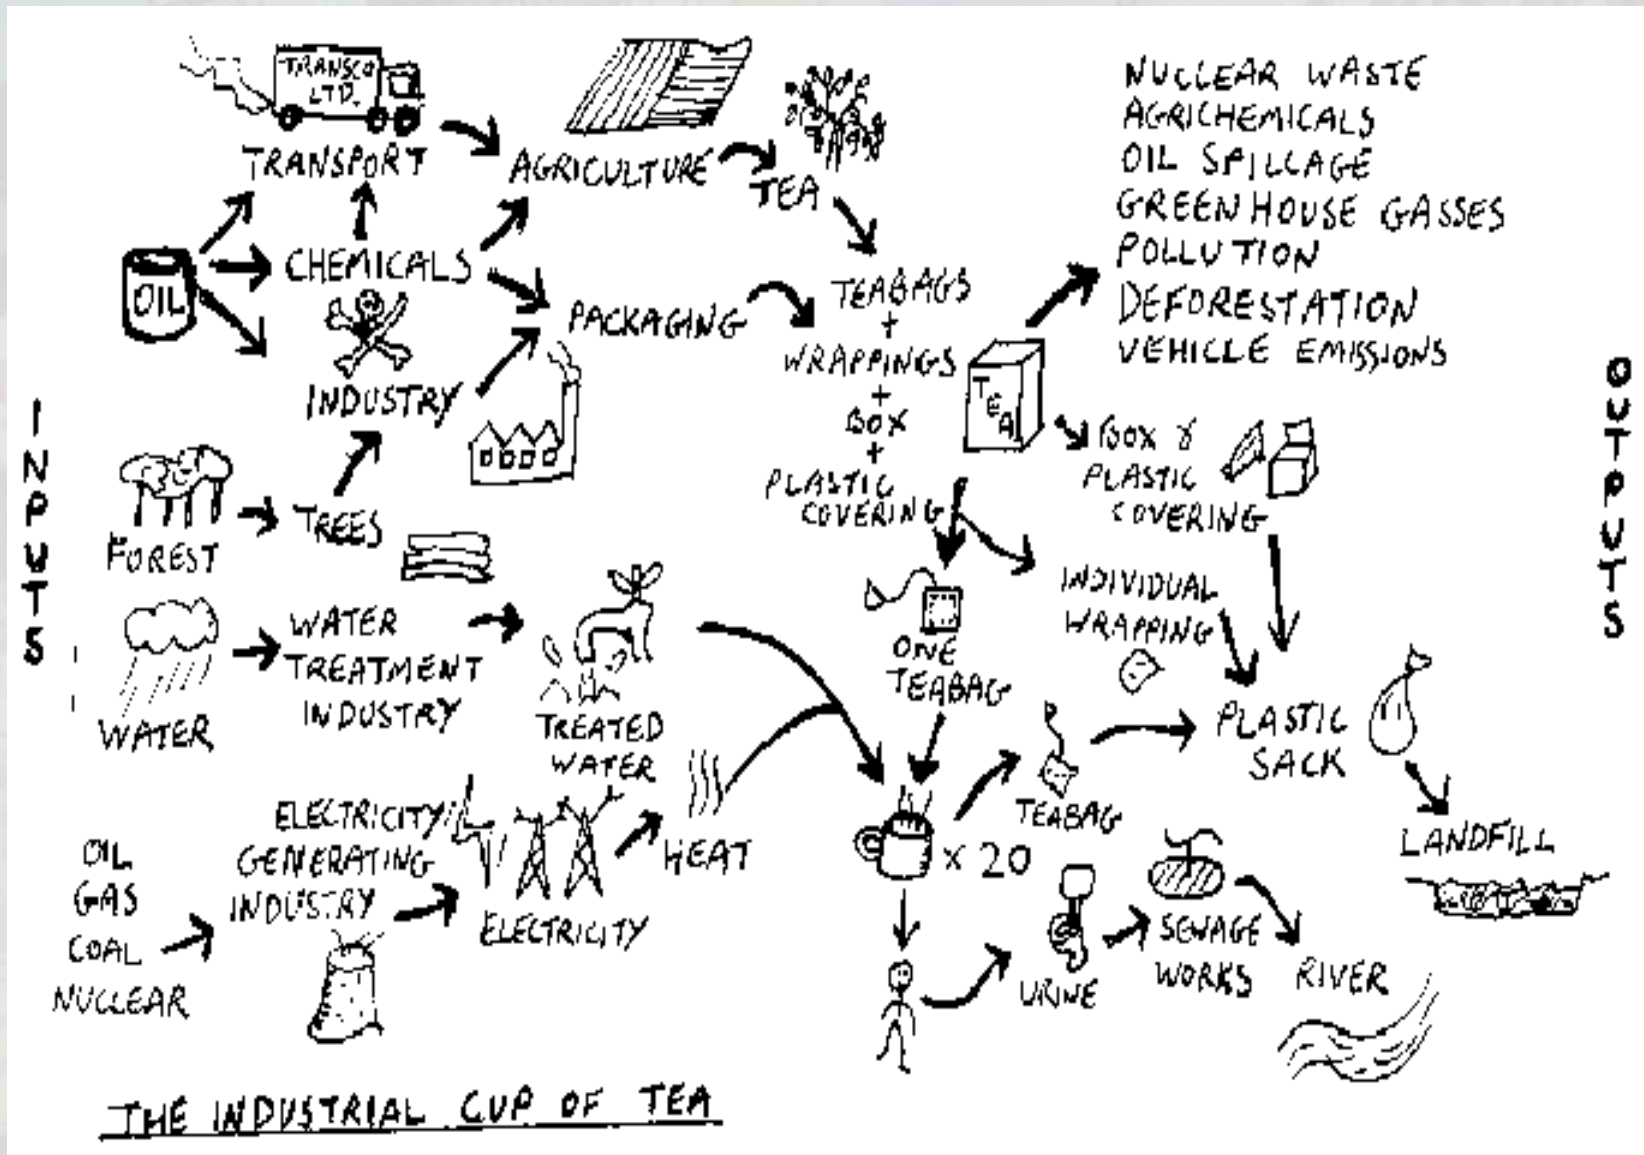 TRANSCO
LTD.
TRANSPORT
AGRICULTURE
TEA
OIL
CHEMICALS
PACKAGING
INDUSTRY
TEABAGS
+
WRAPPINGS
+
BOX
+
PLASTIC
COVERING
TEA
NUCLEAR WASTE
AGRICHEMICALS
OIL SPILLAGE
GREENHOUSE GASSES
POLLUTION
DEFORESTATION
VEHICLE EMISSIONS
BOX &
PLASTIC
COVERING
INPUTS
OUTPUTS
FOREST
TREES
WATER
WATER
TREATMENT
INDUSTRY
TREATED
WATER
ONE
TEABAG
INDIVIDUAL
WRAPPING
PLASTIC
SACK
OIL
GAS
COAL
NUCLEAR
ELECTRICITY
GENERATING
INDUSTRY
ELECTRICITY
HEAT
x 20
TEABAG
LANDFILL
URINE
SEWAGE
WORKS
RIVER
THE INDUSTRIAL CUP OF TEA